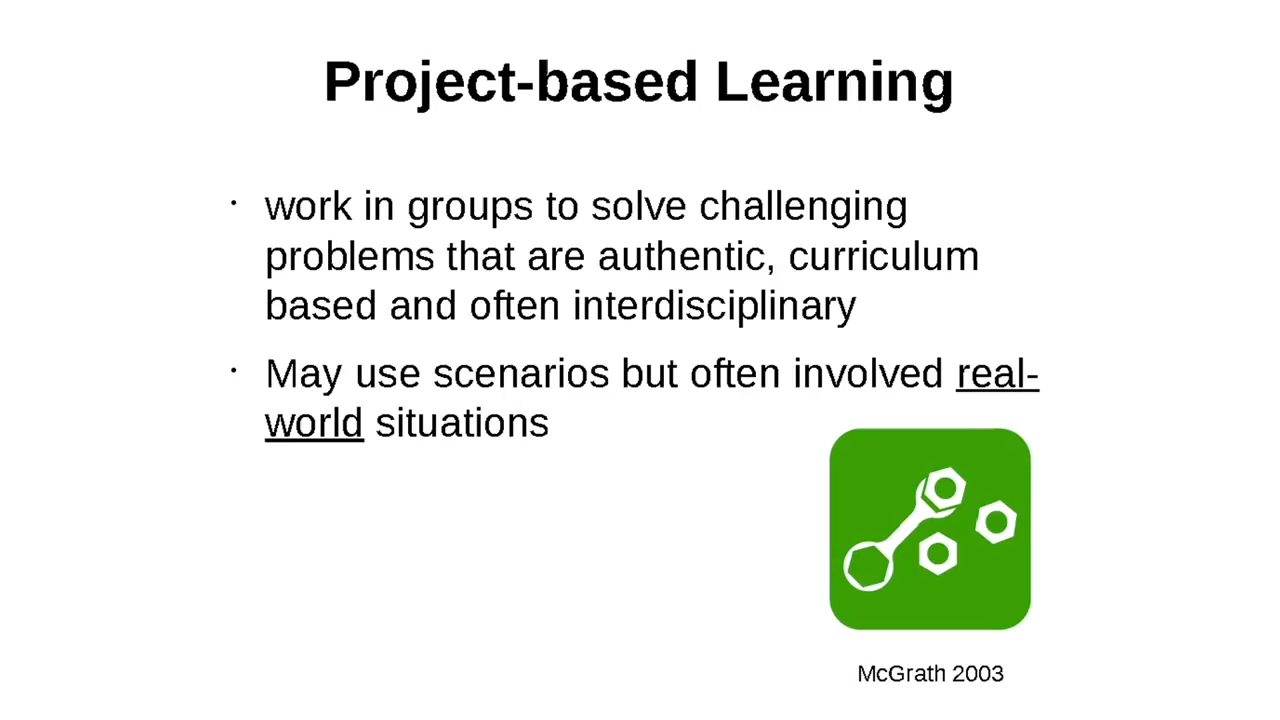 Project-based Learning
· work in groups to solve challenging
problems that are authentic, curriculum
based and often interdisciplinary
· May use scenarios but often involved real-
world situations
McGrath 2003